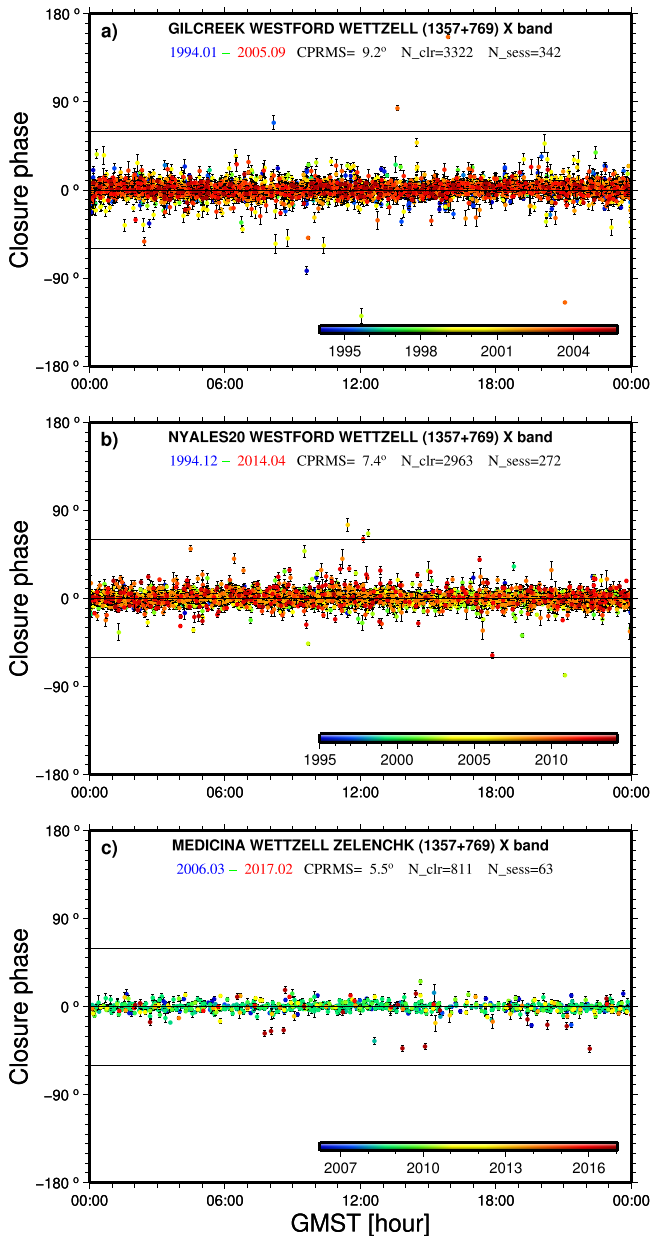 180 °
a) GILCREEK WESTFORD WETTZELL (1357+769) X band
1994.01 – 2005.09 CPRMS= 9.2° N_clr=3322 N_sess=342
90 °
0 °
Closure phase
−90 °
1995 1998 2001 2004
−180 °
00:00 06:00 12:00 18:00 00:00
180 °
b) NYALES20 WESTFORD WETTZELL (1357+769) X band
1994.12 – 2014.04 CPRMS= 7.4° N_clr=2963 N_sess=272
90 °
0 °
Closure phase
−90 °
1995 2000 2005 2010
−180 °
00:00 06:00 12:00 18:00 00:00
180 °
c) MEDICINA WETTZELL ZELENCHK (1357+769) X band
2006.03 – 2017.02 CPRMS= 5.5° N_clr=811 N_sess=63
90 °
0 °
Closure phase
−90 °
2007 2010 2013 2016
−180 °
00:00 06:00 12:00 18:00 00:00
GMST [hour]